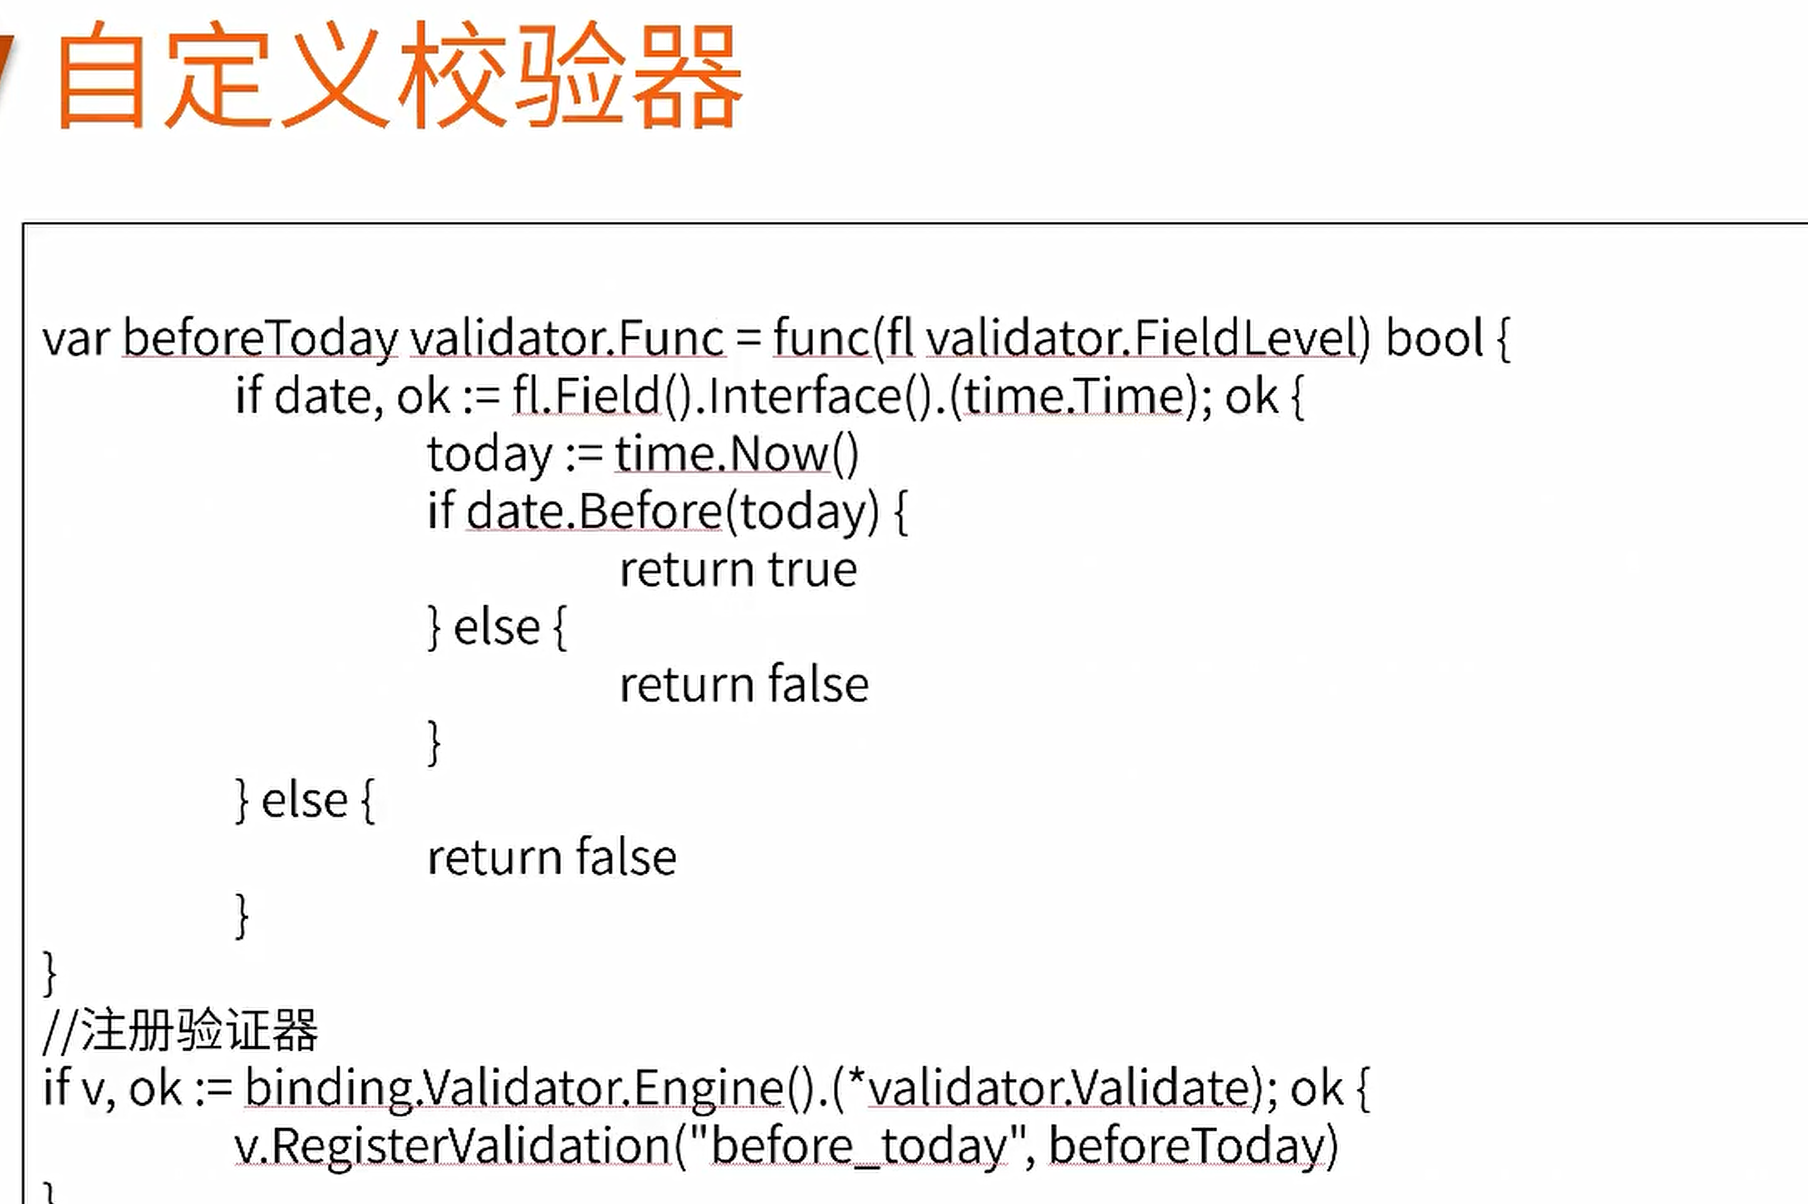 自定义校验器
var beforeToday validator.Func = func(fl validator.FieldLevel) bool {
if date, ok := fl.Field().Interface().(time.Time); ok {
today := time.Now()
if date.Before(today) {
return true
} else {
return false
}
} else {
return false
}
}
//注册验证器
if v, ok := binding.Validator.Engine().(*validator.Validate); ok {
v.RegisterValidation("before_today", beforeToday)
}